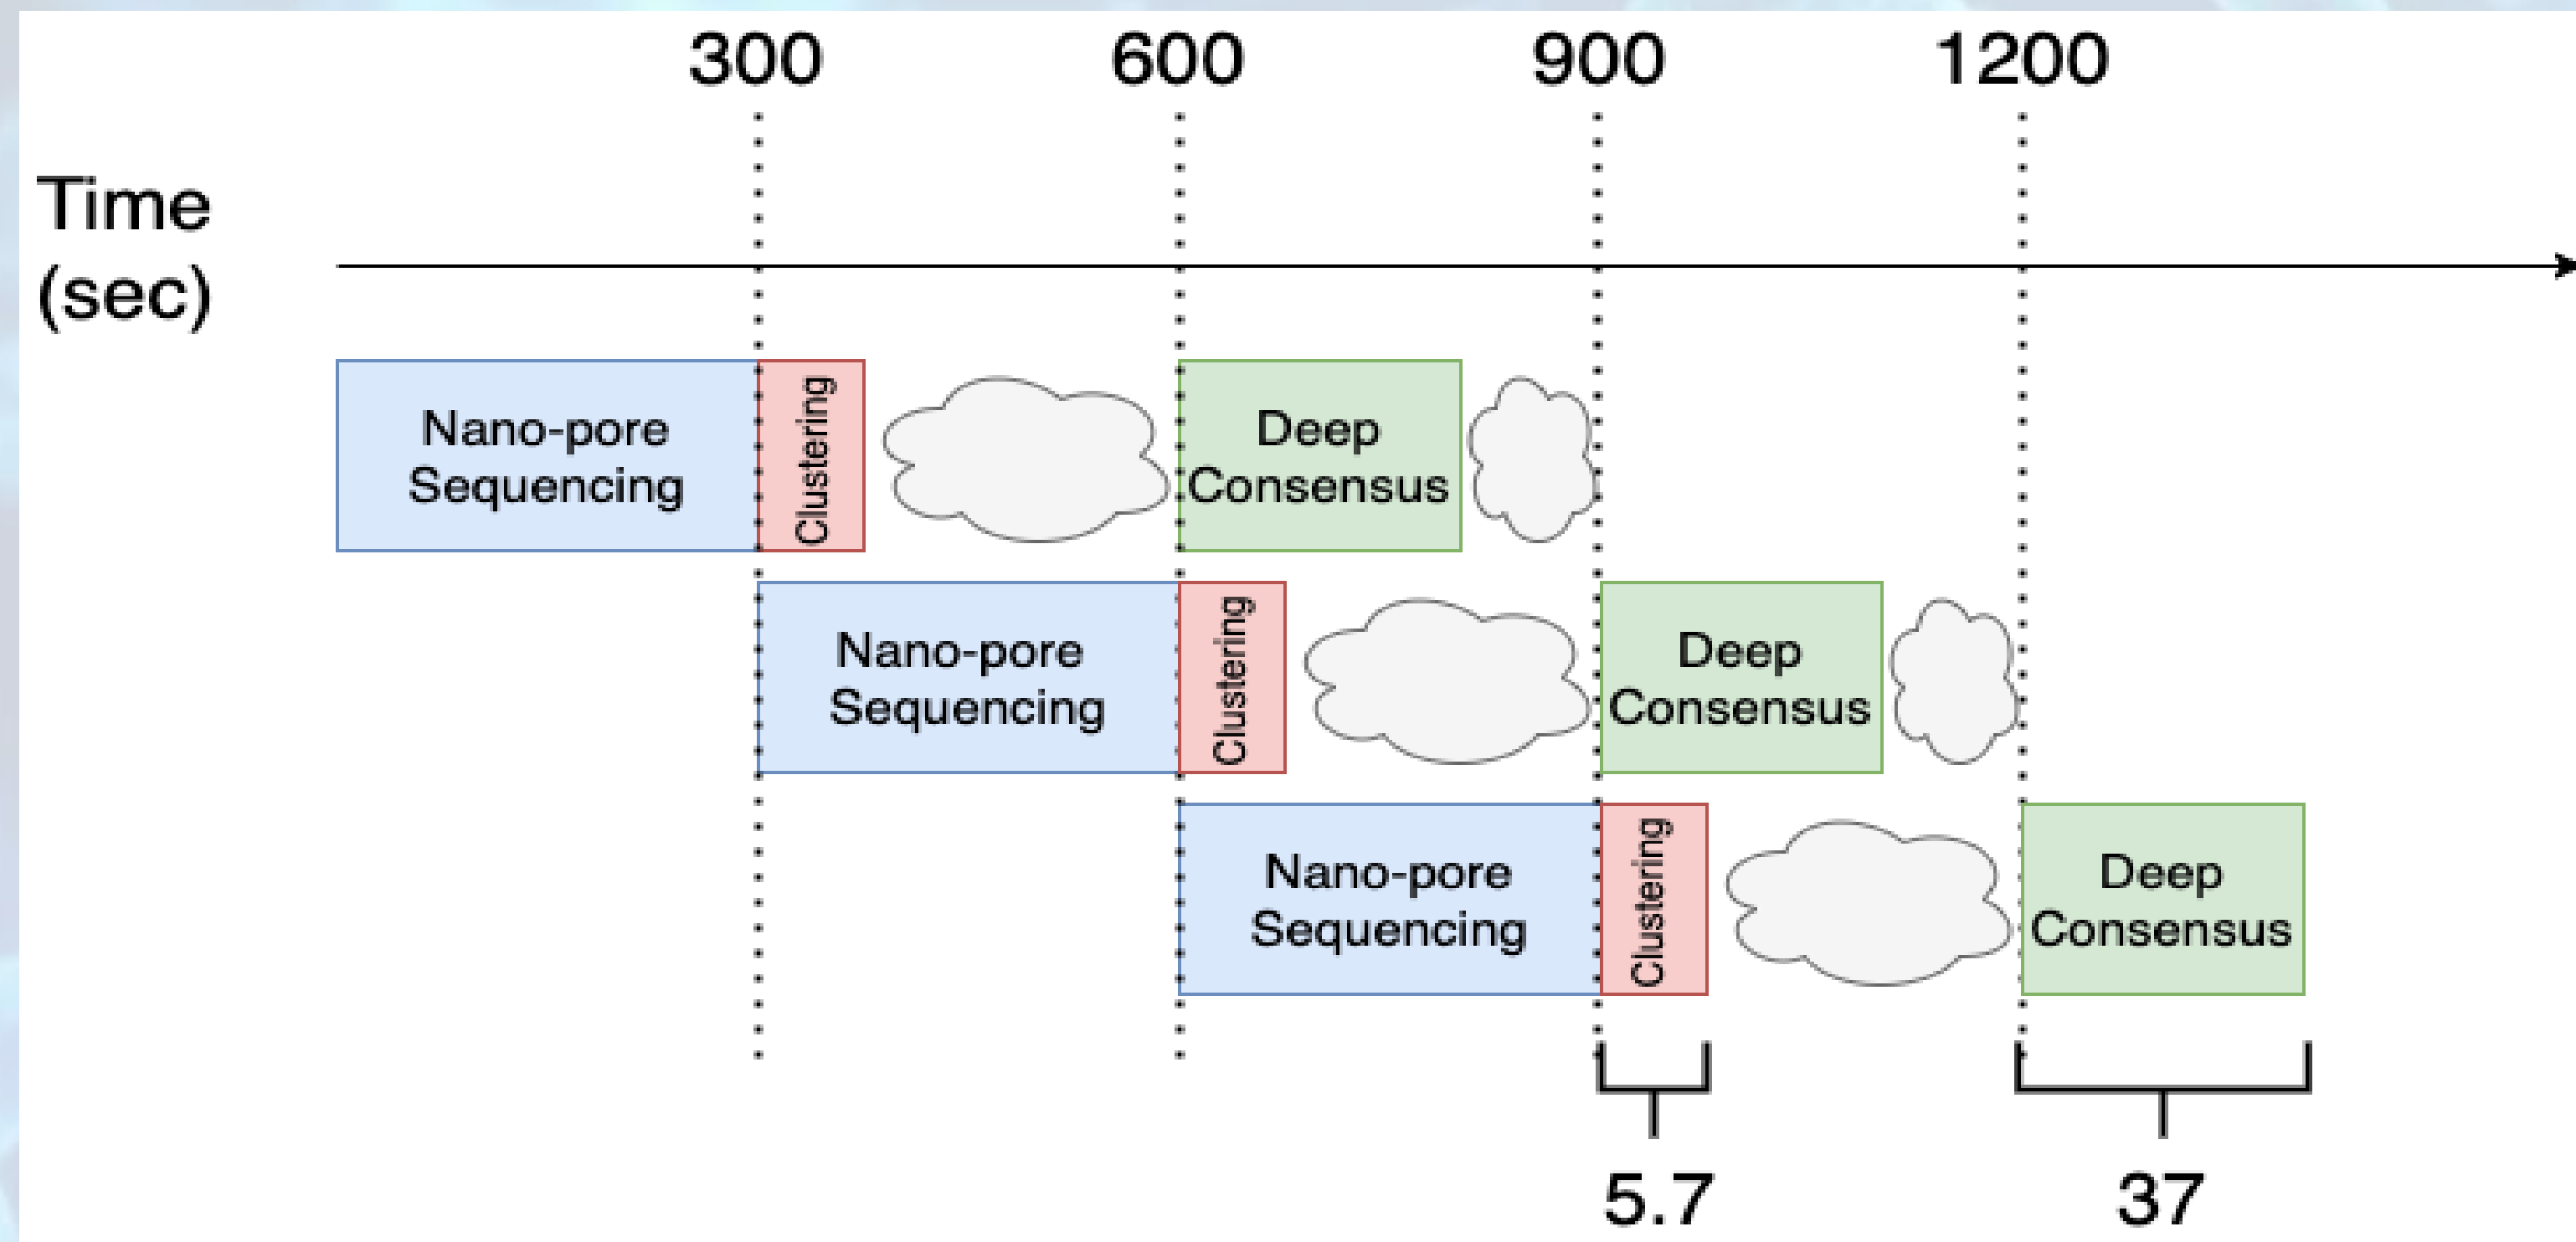 300 600 900 1200
Time
(sec)
Nano-pore
Sequencing
Clustering
Deep
Consensus
Nano-pore
Sequencing
Clustering
Deep
Consensus
Nano-pore
Sequencing
Clustering
Deep
Consensus
5.7 37